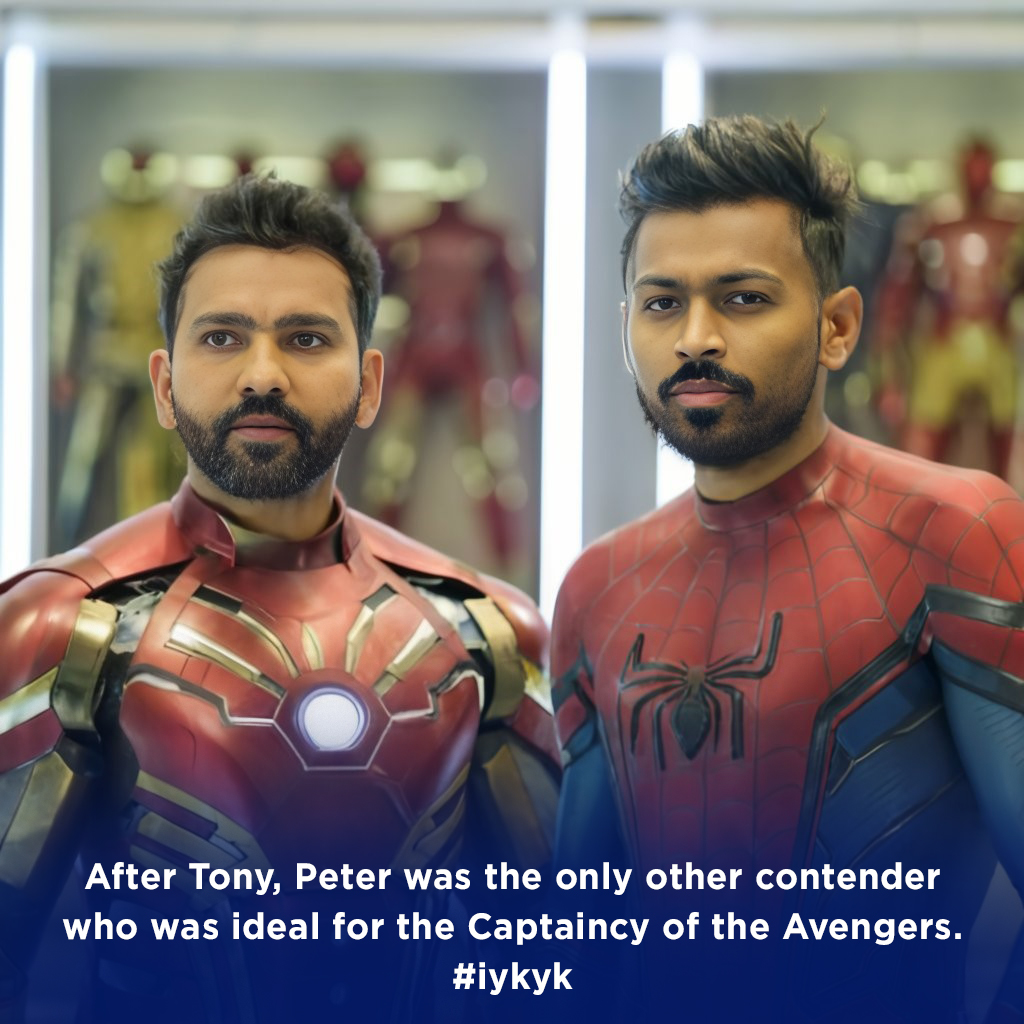 After Tony, Peter was the only other contender
who was ideal for the Captaincy of the Avengers.
#iykyk